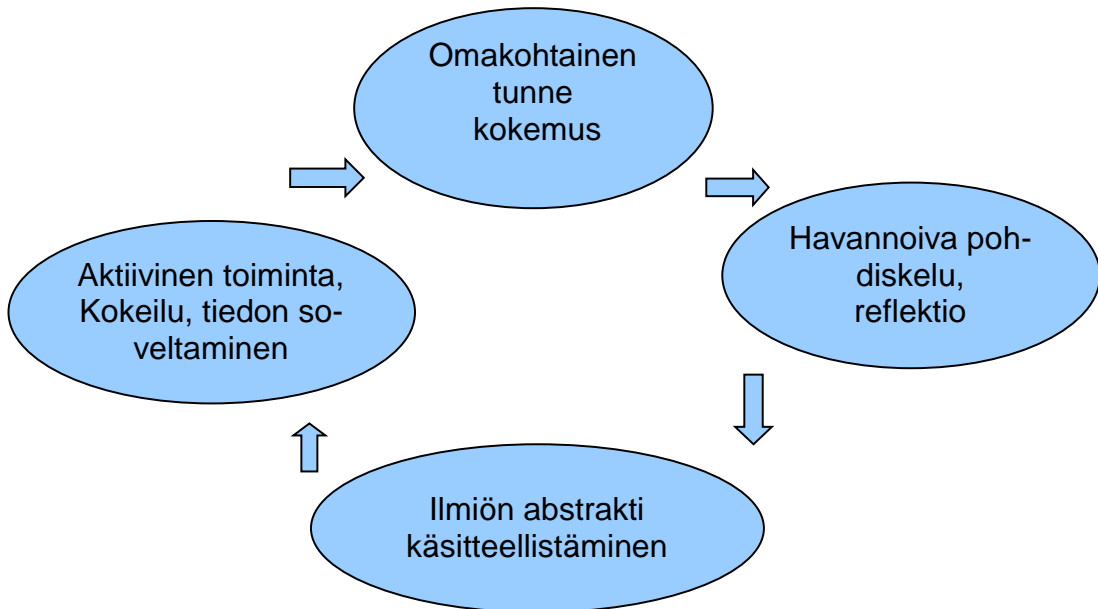 Omakohtainen
tunne
kokemus
Havannoiva poh-
diskelu,
reflektio
Aktiivinen toiminta,
Kokeilu, tiedon so-
veltaminen
Ilmiön abstrakti
käsitteellistäminen